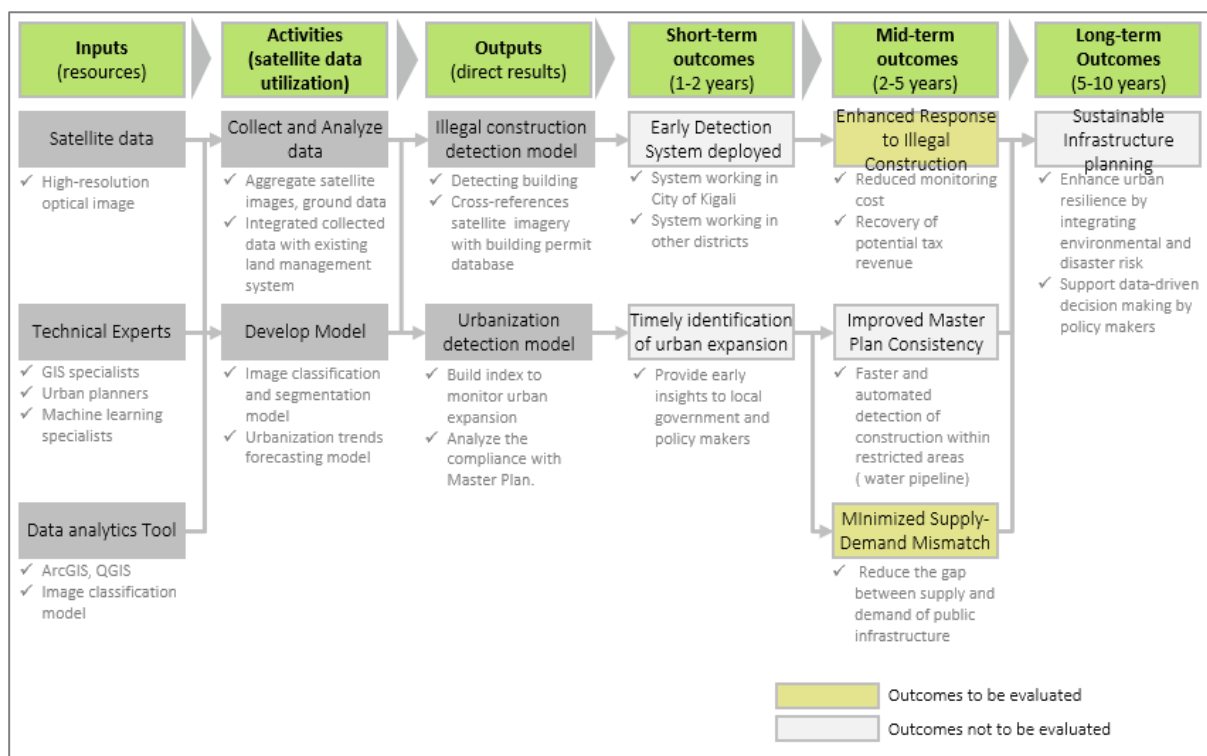 Inputs
(resources)
Activities
(satellite data
utilization)
Outputs
(direct results)
Short-term
outcomes
(1-2 years)
Mid-term
outcomes
(2-5 years)
Long-term
Outcomes
(5-10 years)
Satellite data
✓ High-resolution
optical image
Technical Experts
✓ GIS specialists
✓ Urban planners
✓ Machine learning
specialists
Data analytics Tool
✓ ArcGIS, QGIS
✓ Image classification
model
Collect and Analyze
data
✓ Aggregate satellite
images, ground data
✓ Integrated collected
data with existing
land management
system
Develop Model
✓ Image classification
and segmentation
model
✓ Urbanization trends
forecasting model
Illegal construction
detection model
✓ Detecting building
✓ Cross-references
satellite imagery
with building permit
database
Urbanization
detection model
✓ Build index to
monitor urban
expansion
✓ Analyze the
compliance with
Master Plan.
Early Detection
System deployed
✓ System working in
City of Kigali
✓ System working in
other districts
Timely identification
of urban expansion
✓ Provide early
insights to local
government and
policy makers
Enhanced Response
to Illegal
Construction
✓ Reduced monitoring
cost
✓ Recovery of
potential tax
revenue
Improved Master
Plan Consistency
✓ Faster and
automated
detection of
construction within
restricted areas
( water pipeline)
MInimized Supply-
Demand Mismatch
✓ Reduce the gap
between supply and
demand of public
infrastructure
Sustainable
Infrastructure
planning
✓ Enhance urban
resilience by
integrating
environmental and
disaster risk
✓ Support data-driven
decision making by
policy makers
Outcomes to be evaluated
Outcomes not to be evaluated